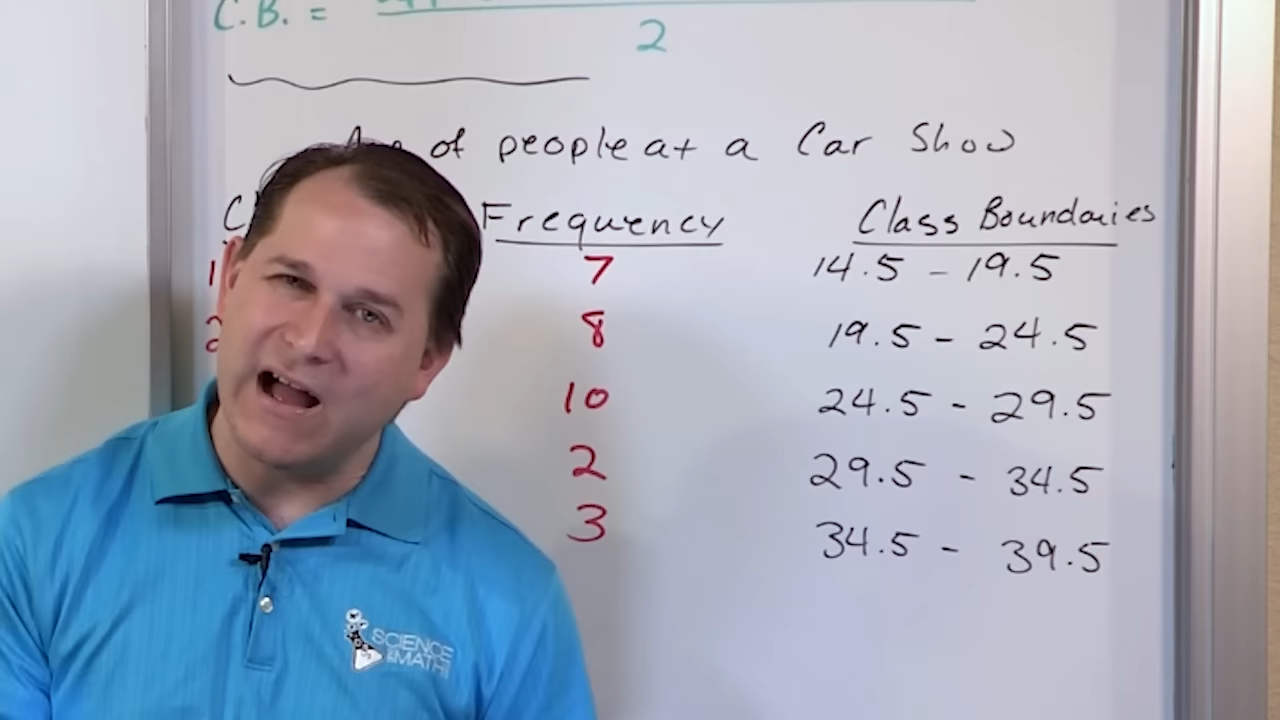 C.B. =
2
of people at a Car Show
Frequency Class Boundaries
7 14.5 - 19.5
8 19.5 - 24.5
10 24.5 - 29.5
2 29.5 - 34.5
3 34.5 - 39.5
SCIENCE
& MATH